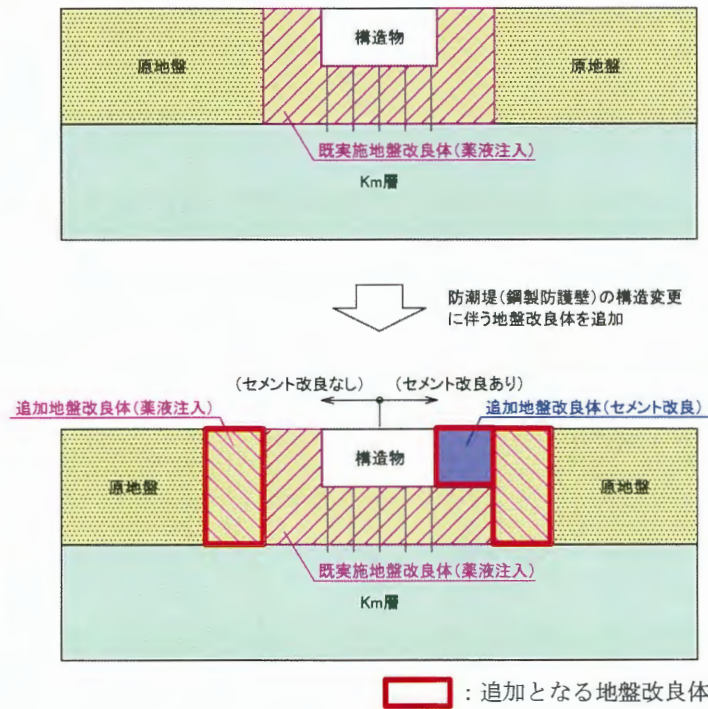 構造物
原地盤
原地盤
既実施地盤改良体(薬液注入)
Km層
防潮堤(鋼製防護壁)の構造変更
に伴う地盤改良体を追加
(セメント改良なし)
(セメント改良あり)
追加地盤改良体(薬液注入)
追加地盤改良体(セメント改良)
構造物
原地盤
原地盤
既実施地盤改良体(薬液注入)
Km層
：追加となる地盤改良体